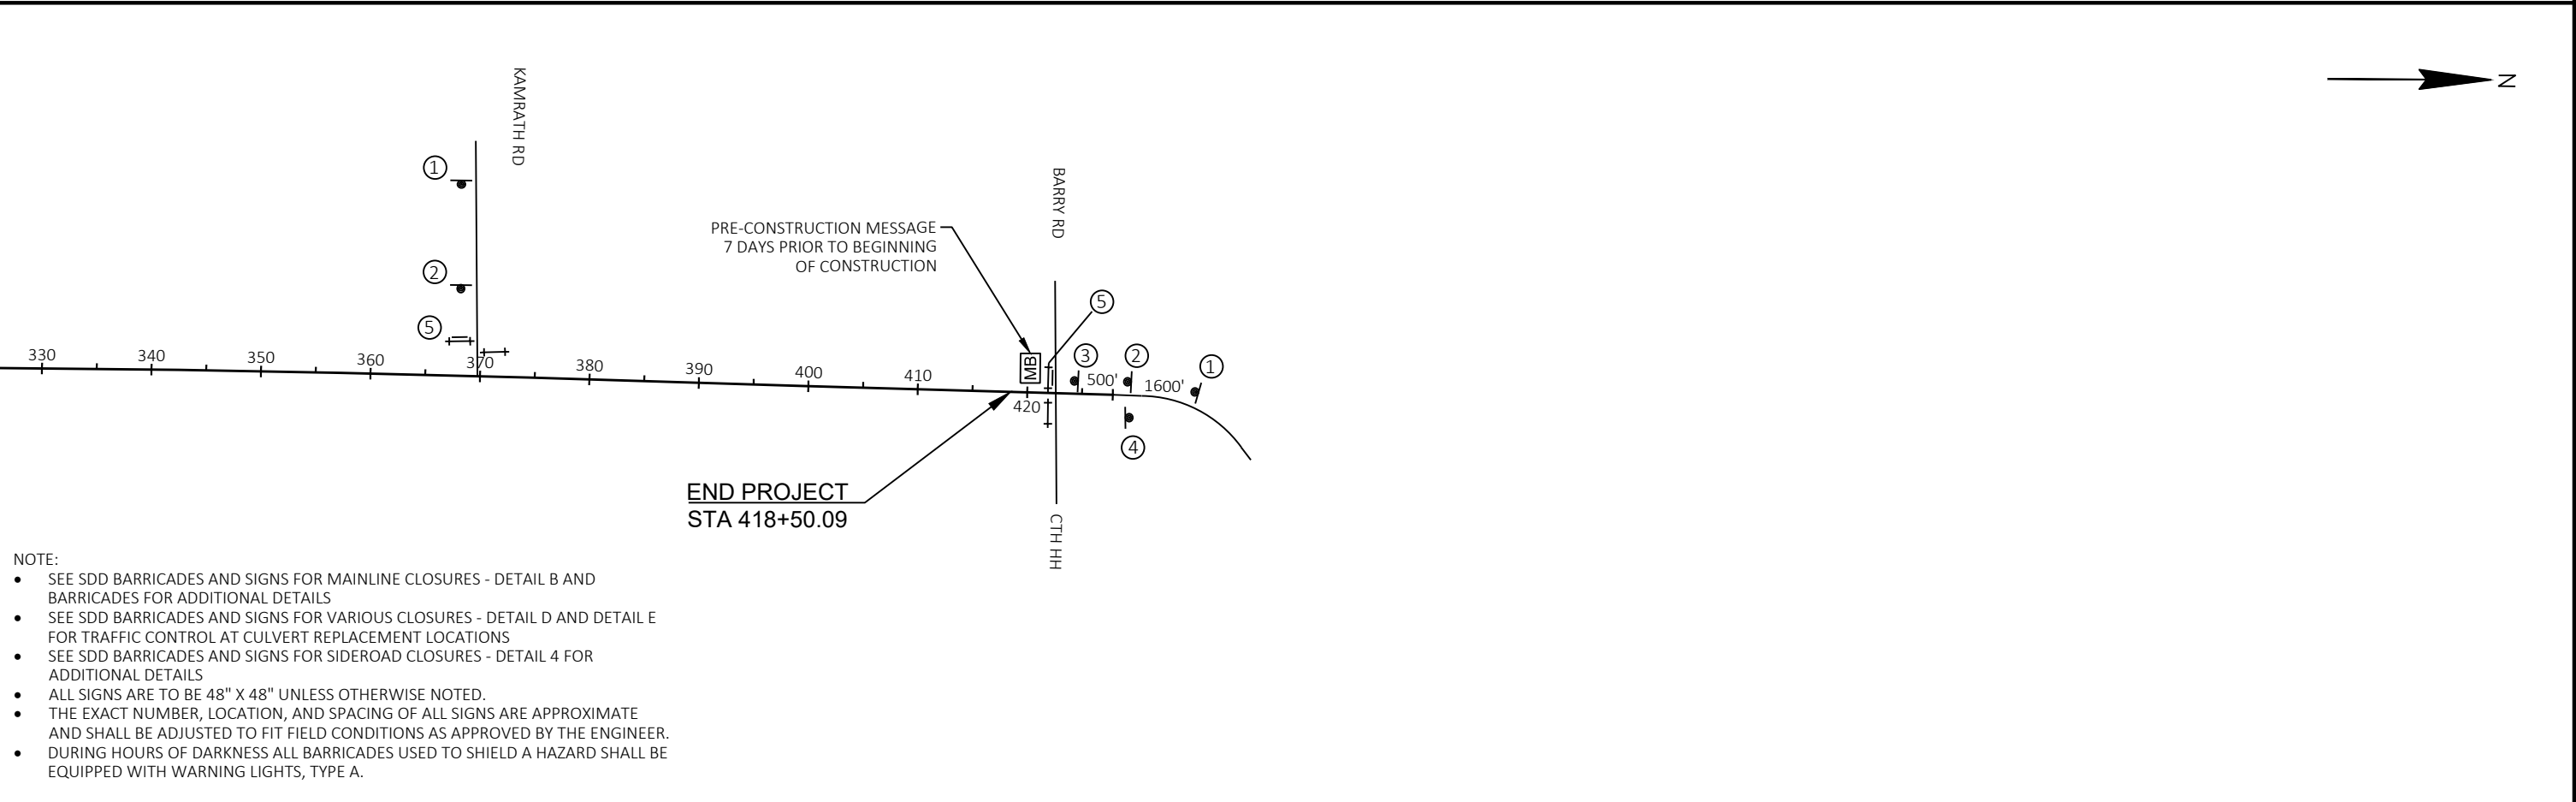 N
KAMRATH RD
BARRY RD
1
2
5
PRE-CONSTRUCTION MESSAGE
7 DAYS PRIOR TO BEGINNING
OF CONSTRUCTION
5
330
340
350
360
370
380
390
400
410
420
MB
3
500'
2
1600'
1
4
END PROJECT
STA 418+50.09
CTH HH
NOTE:
• SEE SDD BARRICADES AND SIGNS FOR MAINLINE CLOSURES - DETAIL B AND
BARRICADES FOR ADDITIONAL DETAILS
• SEE SDD BARRICADES AND SIGNS FOR VARIOUS CLOSURES - DETAIL D AND DETAIL E
FOR TRAFFIC CONTROL AT CULVERT REPLACEMENT LOCATIONS
• SEE SDD BARRICADES AND SIGNS FOR SIDEROAD CLOSURES - DETAIL 4 FOR
ADDITIONAL DETAILS
• ALL SIGNS ARE TO BE 48" X 48" UNLESS OTHERWISE NOTED.
• THE EXACT NUMBER, LOCATION, AND SPACING OF ALL SIGNS ARE APPROXIMATE
AND SHALL BE ADJUSTED TO FIT FIELD CONDITIONS AS APPROVED BY THE ENGINEER.
• DURING HOURS OF DARKNESS ALL BARRICADES USED TO SHIELD A HAZARD SHALL BE
EQUIPPED WITH WARNING LIGHTS, TYPE A.